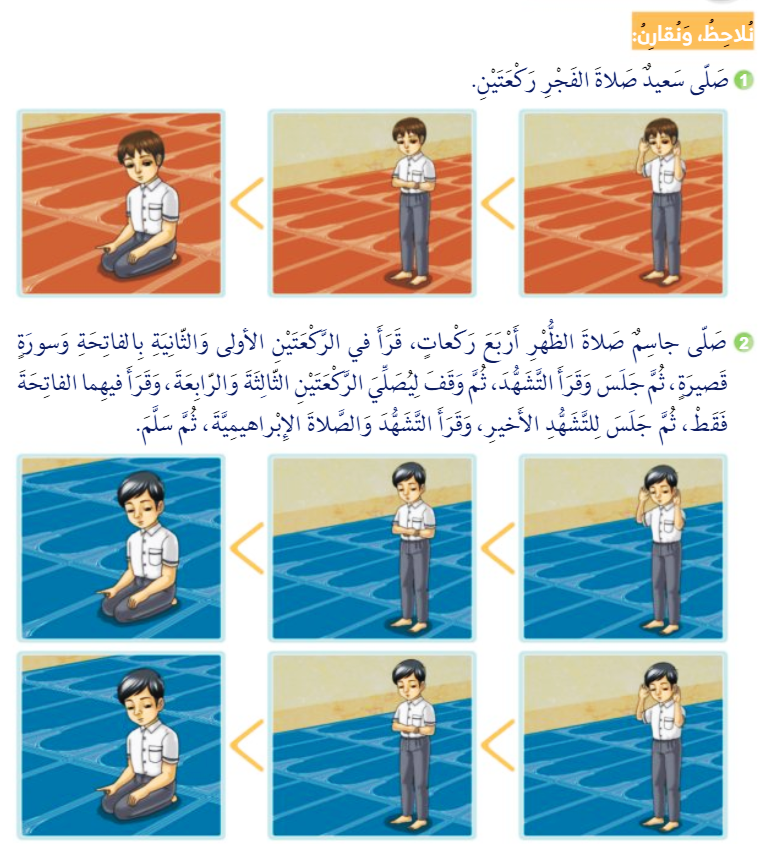 نُلاحِظُ، وَنُقارِنُ:
1 صَلّى سَعيدٌ صَلاةَ الفَجْرِ رَكْعَتَيْنِ.
2 صَلّى جاسِمٌ صَلاةَ الظُّهْرِ أَرْبَعَ رَكْعاتٍ، قَرَأَ في الرَّكْعَتَيْنِ الأولى وَالثّانِيَةِ بِالفاتِحَةِ وَسورَةٍ
قَصيرَةٍ، ثُمَّ جَلَسَ وَقَرَأَ التَّشَهُّدَ، ثُمَّ وَقَفَ لِيُصَلِّيَ الرَّكْعَتَيْنِ الثّالِثَةَ وَالرّابِعَةَ، وَقَرَأَ فيهِما الفاتِحَةَ
فَقَطْ، ثُمَّ جَلَسَ لِلتَّشَهُّدِ الأَخيرِ، وَقَرَأَ التَّشَهُّدَ وَالصَّلاةَ الإِبْراهيمِيَّةَ، ثُمَّ سَلَّمَ.